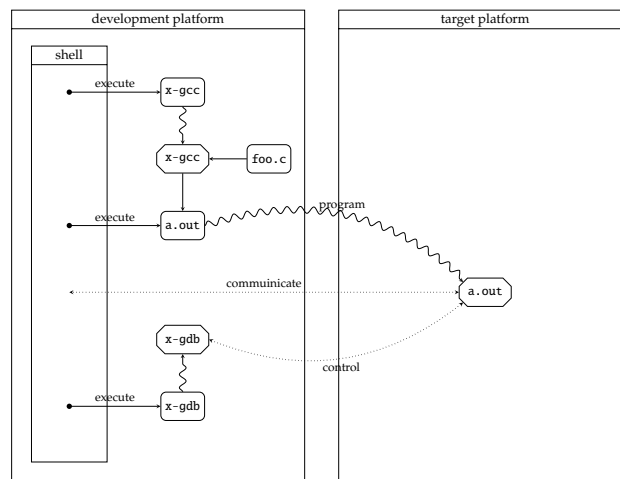 development platform
target platform
shell
execute
x-gcc
x-gcc
foo.c
execute
a.out
program
commuinicate
a.out
x-gdb
control
execute
x-gdb